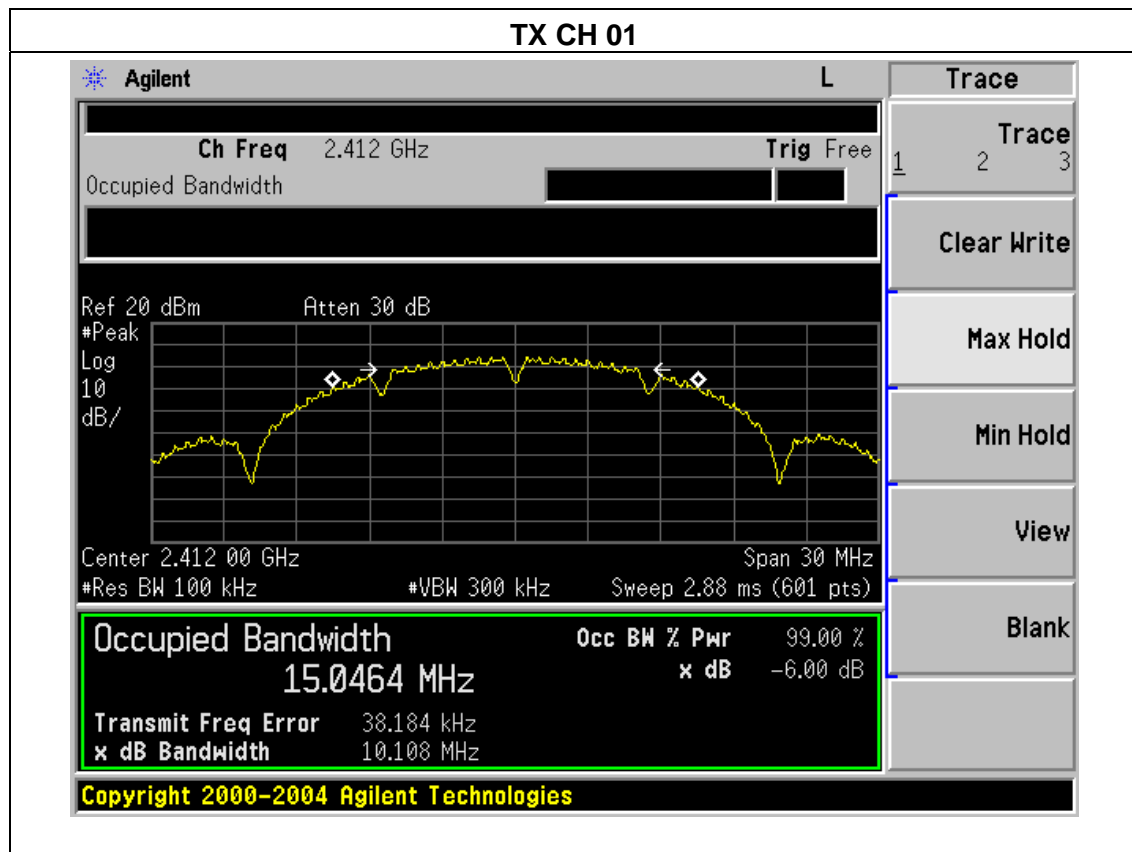 TX CH 01
Agilent L Trace
Ch Freq 2.412 GHz Trig Free
Occupied Bandwidth
Trace
1 2 3
Clear Write
Max Hold
Min Hold
View
Blank
Ref 20 dBm Atten 30 dB
#Peak
Log
10
dB/
Center 2.412 00 GHz Span 30 MHz
#Res BW 100 kHz #VBW 300 kHz Sweep 2.88 ms (601 pts)
Occupied Bandwidth Occ BW % Pwr 99.00 %
15.0464 MHz x dB -6.00 dB
Transmit Freq Error 38.184 kHz
x dB Bandwidth 10.108 MHz
Copyright 2000-2004 Agilent Technologies